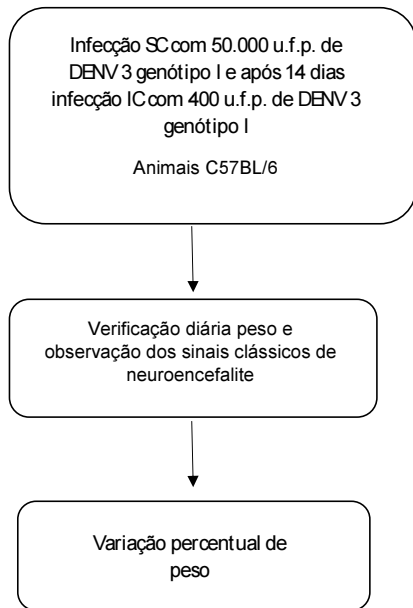 Infecção SC com 50.000 u.f.p. de
DENV 3 genótipo I e após 14 dias
infecção IC com 400 u.f.p. de DENV 3
genótipo I
Animais C57BL/6
Verificação diária peso e
observação dos sinais clássicos de
neuroencefalite
Variação percentual de
peso